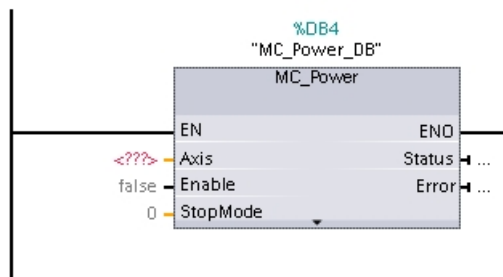 %DB4
"MC_Power_DB"
MC_Power
EN ENO
<???> Axis Status ...
false Enable Error ...
0 StopMode